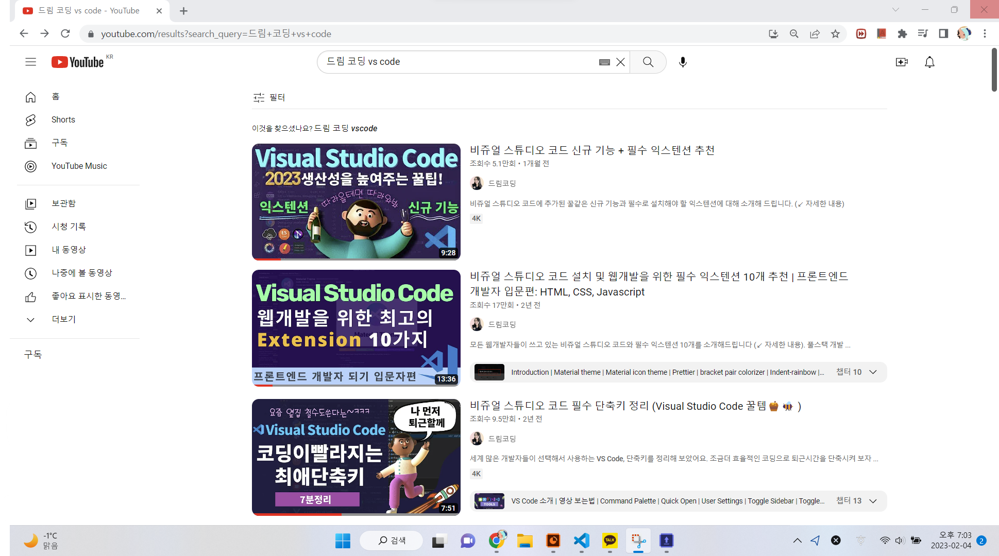 드림 코딩 vs code - YouTube
youtube.com/results?search_query=드림+코딩+vs+code
YouTube KR
드림 코딩 vs code
홈
Shorts
구독
YouTube Music
보관함
시청 기록
내 동영상
나중에 볼 동영상
좋아요 표시한 동영...
더보기
구독
필터
이것을 찾으셨나요? 드림 코딩 vscode
Visual Studio Code
2023생산성을 높여주는 꿀팁!
따라올테면 따라와봐
익스텐션
신규 기능
ES
Lint
9:28
비쥬얼 스튜디오 코드 신규 기능 + 필수 익스텐션 추천
조회수 5.1만회 • 1개월 전
드림코딩
비쥬얼 스튜디오 코드에 추가된 꿀같은 신규 기능과 필수로 설치해야 할 익스텐션에 대해 소개해 드립니다. (↙ 자세한 내용)
4K
Visual Studio Code
웹개발을 위한 최고의
Extension 10가지
프론트엔드 개발자 되기 입문자편
13:36
비쥬얼 스튜디오 코드 설치 및 웹개발을 위한 필수 익스텐션 10개 추천 | 프론트엔드
개발자 입문편: HTML, CSS, Javascript
조회수 17만회 • 2년 전
드림코딩
모든 웹개발자들이 쓰고 있는 비쥬얼 스튜디오 코드와 필수 익스텐션 10개를 소개해드립니다 (↙ 자세한 내용). 풀스택 개발 ...
Introduction | Material theme | Material icon theme | Prettier | bracket pair colorizer | Indent-rainbow |...
챕터 10
요즘 옆집 철수도쓴다는~ㅋㅋㅋ
나 먼저
퇴근할께
Visual Studio Code
코딩이빨라지는
최애단축키
7분정리
7:51
비쥬얼 스튜디오 코드 필수 단축키 정리 (Visual Studio Code 꿀템🍯🐝 )
조회수 9.5만회 • 2년 전
드림코딩
세계 많은 개발자들이 선택해서 사용하는 VS Code, 단축키를 정리해 보았어요. 조금더 효율적인 코딩으로 퇴근시간을 단축시켜 보자 ...
4K
TOOLS
VS Code 소개 | 영상 보는법 | Command Palette | Quick Open | User Settings | Toggle Sidebar | Toggle...
챕터 13
-1°C
맑음
검색
TALK
오후 7:03
2023-02-04
2